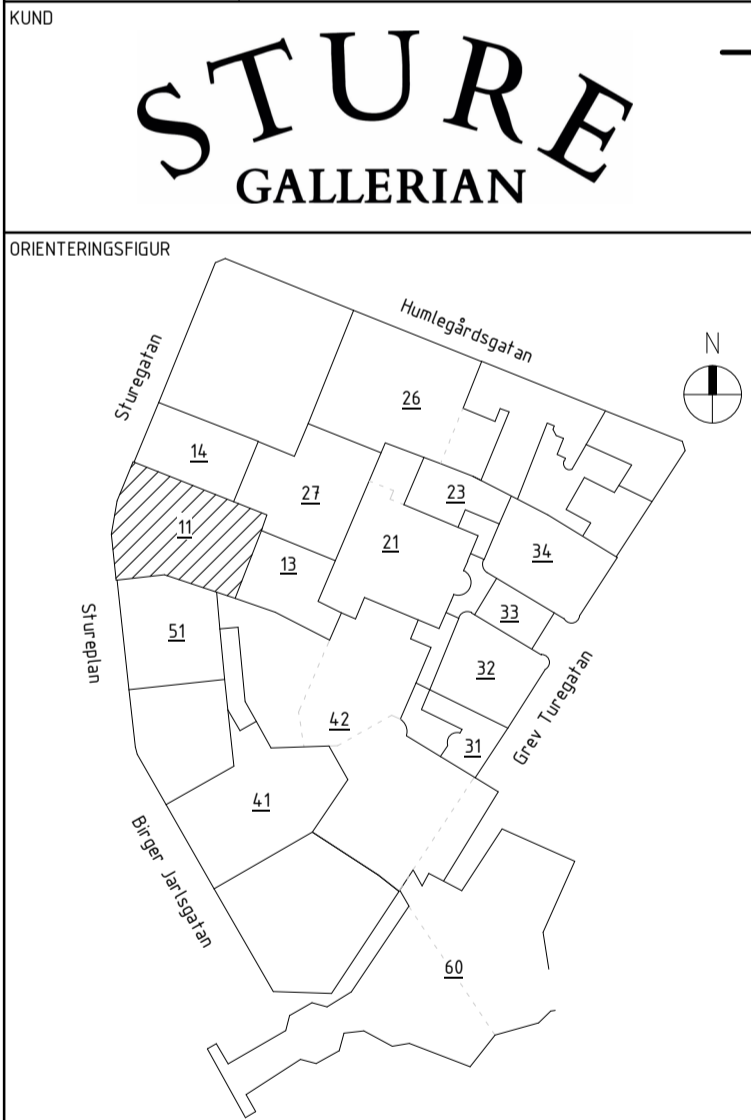 KUND
STURE
GALLERIAN
ORIENTERINGSFIGUR
Humlegårdsgatan
Sturegatan
N
26
14
27
23
11
21
34
13
33
51
32
Stureplan
42
31
Grev Turegatan
41
Birger Jarlsgatan
60